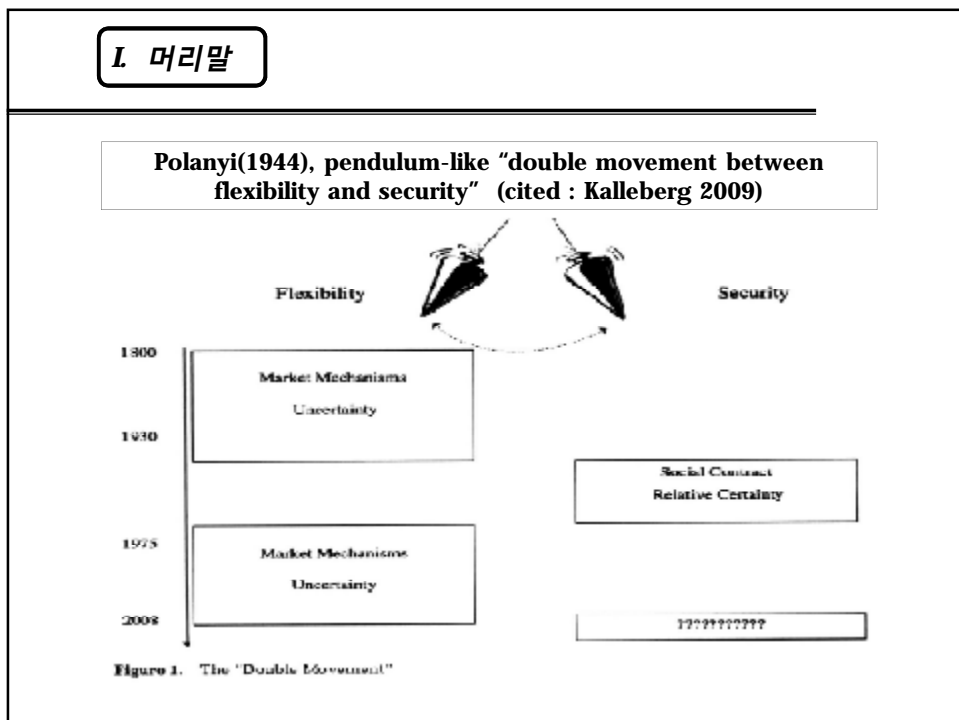 I. 머리말
Polanyi(1944), pendulum-like “double movement between
flexibility and security” (cited : Kalleberg 2009)
Flexibility
Security
1800
Market Mechanisms
Uncertainty
1930
Social Contract
Relative Certainty
1975
Market Mechanisms
Uncertainty
2008
???????????
Figure 1. The "Double Movement"